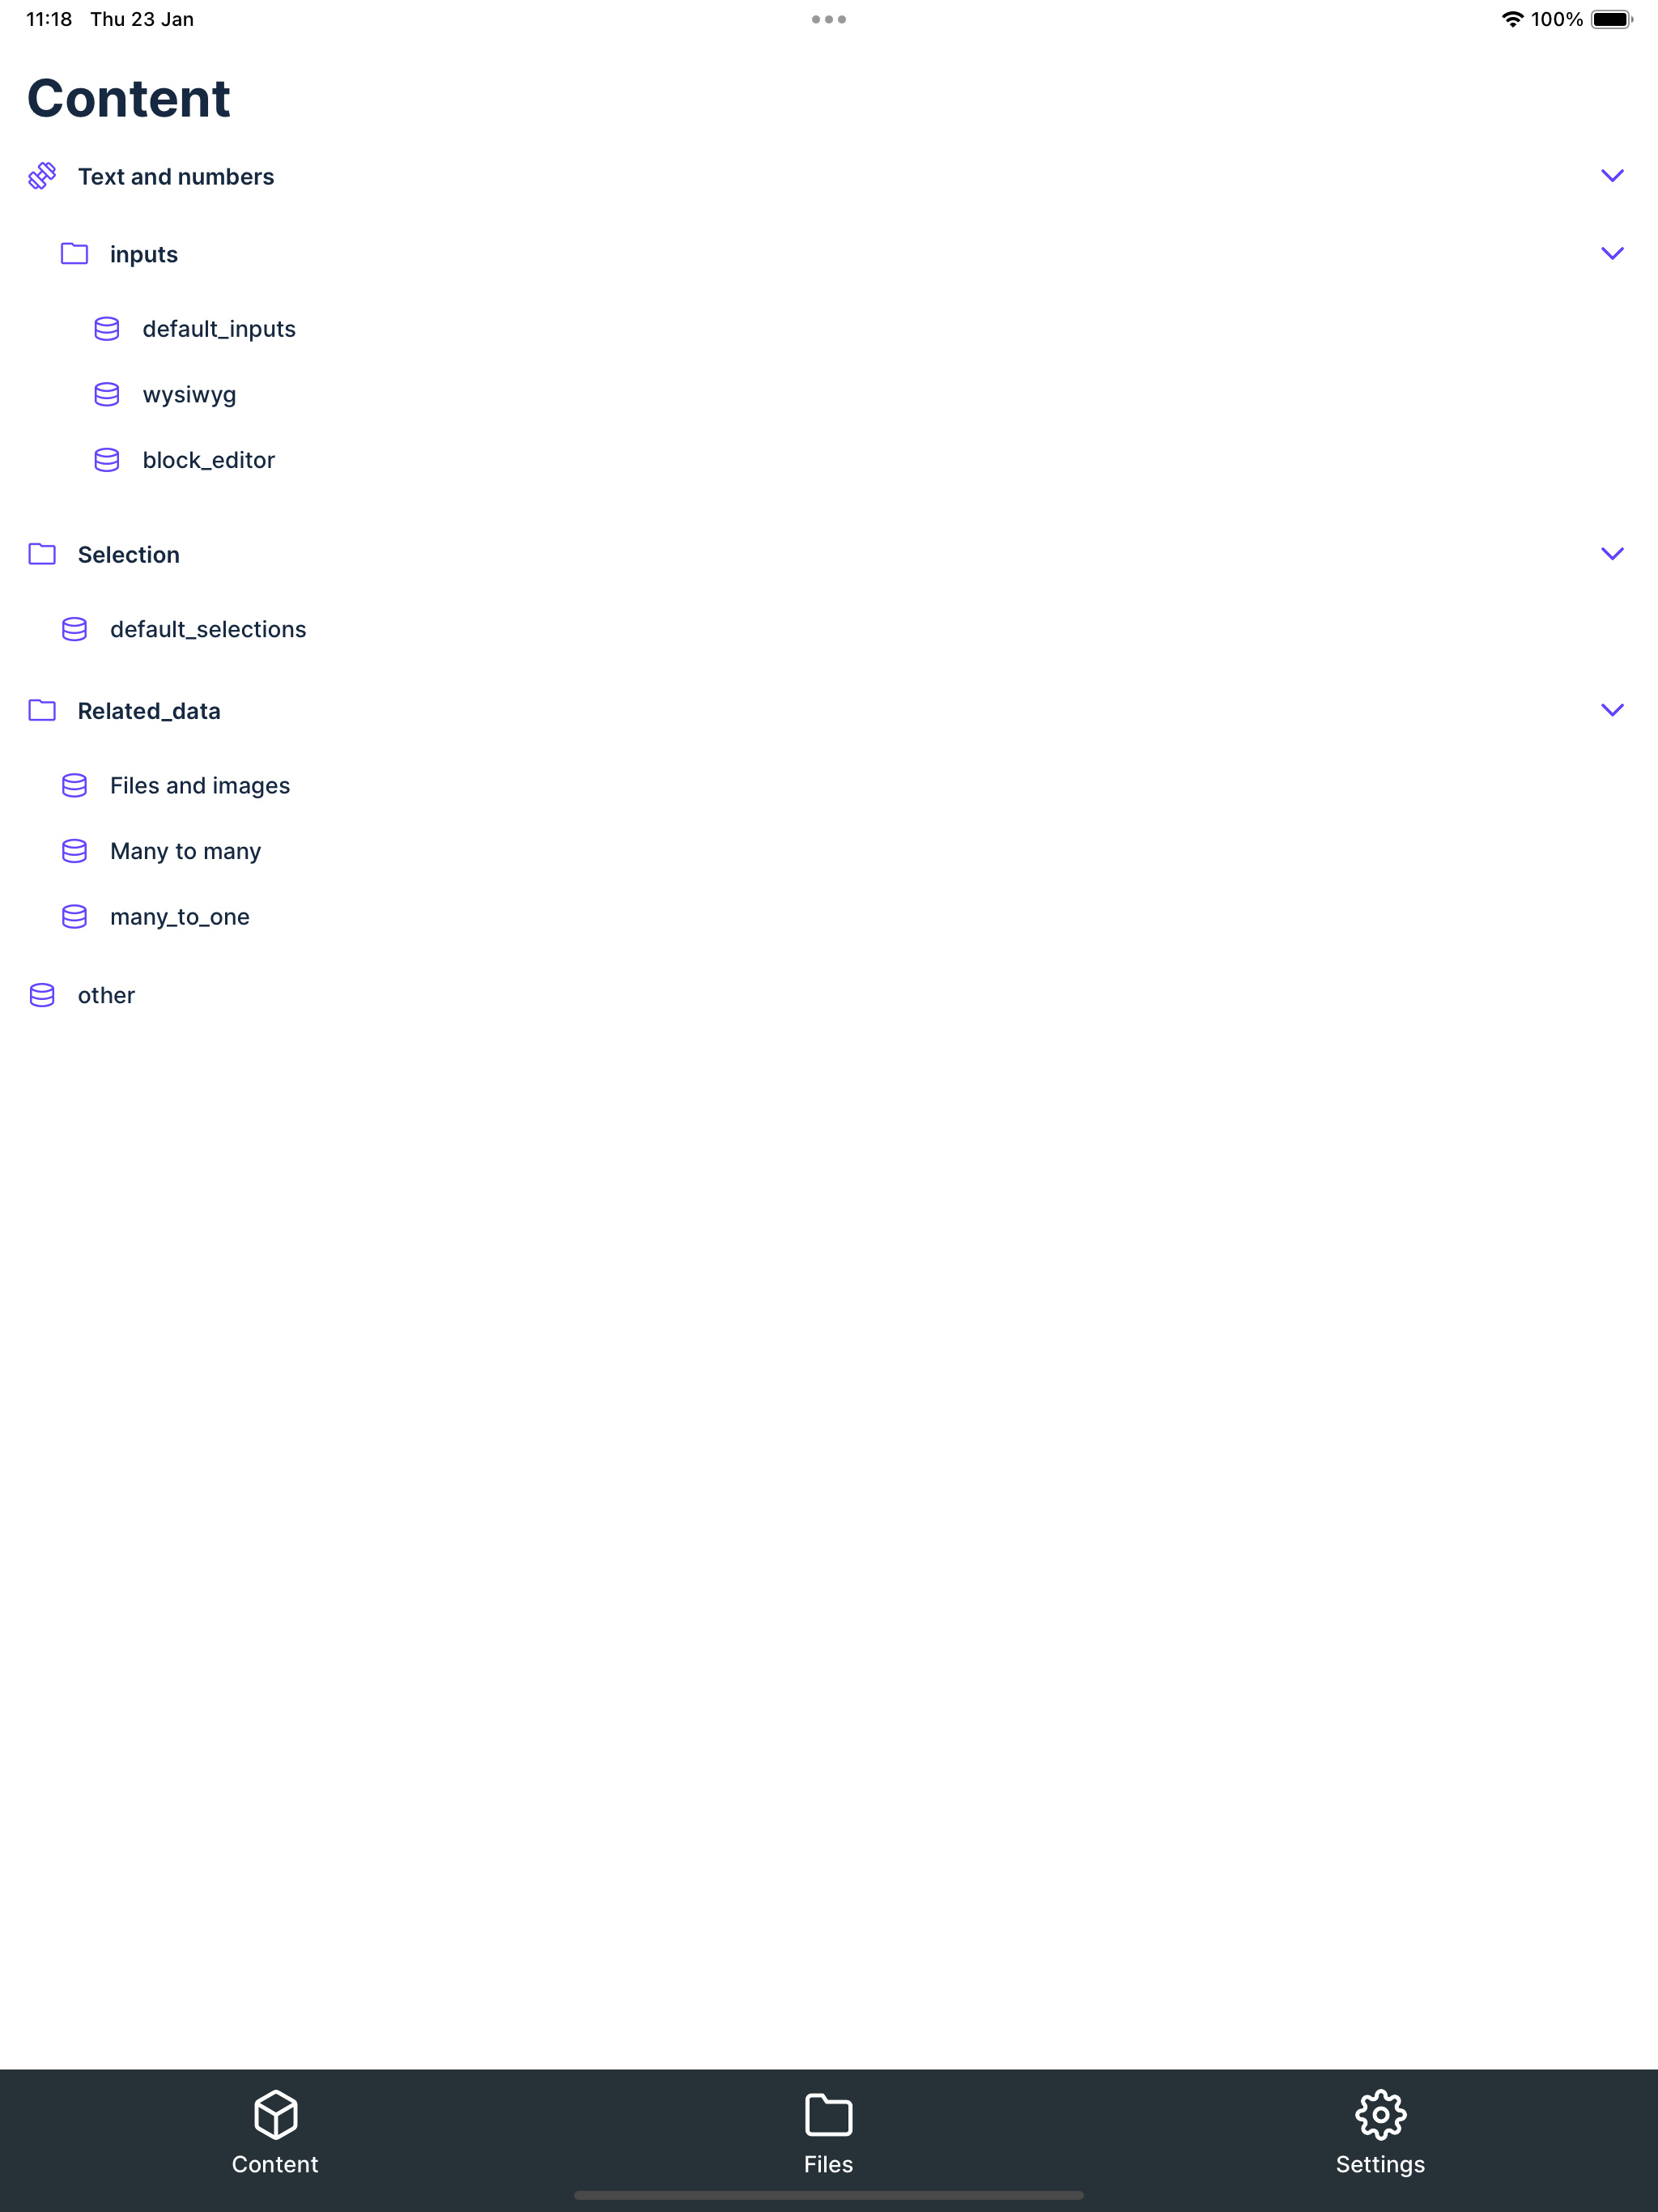 11:18 Thu 23 Jan
100%
Content
Text and numbers
inputs
default_inputs
wysiwyg
block_editor
Selection
default_selections
Related_data
Files and images
Many to many
many_to_one
other
Content
Files
Settings